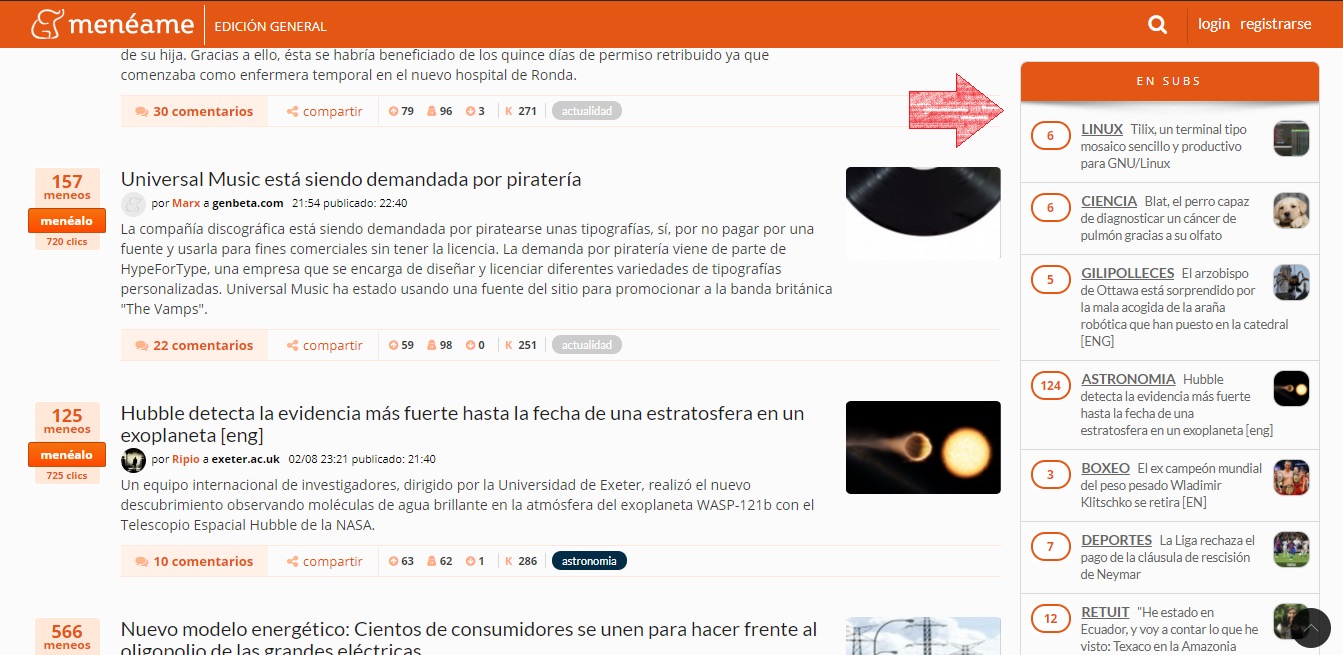 menéame EDICIÓN GENERAL login registrarse
de su hija. Gracias a ello, ésta se habría beneficiado de los quince días de permiso retribuido ya que
comenzaba como enfermera temporal en el nuevo hospital de Ronda.
30 comentarios compartir 79 96 3 K 271 actualidad
157
meneos
menéalo
720 clics
Universal Music está siendo demandada por piratería
por Marx a genbeta.com 21:54 publicado: 22:40
La compañía discográfica está siendo demandada por piratearse unas tipografías, sí, por no pagar por una
fuente y usarla para fines comerciales sin tener la licencia. La demanda por piratería viene de parte de
HypeForType, una empresa que se encarga de diseñar y licenciar diferentes variedades de tipografías
personalizadas. Universal Music ha estado usando una fuente del sitio para promocionar a la banda británica
"The Vamps".
22 comentarios compartir 59 98 0 K 251 actualidad
125
meneos
menéalo
725 clics
Hubble detecta la evidencia más fuerte hasta la fecha de una estratosfera en un
exoplaneta [eng]
por Ripio a exeter.ac.uk 02/08 23:21 publicado: 21:40
Un equipo internacional de investigadores, dirigido por la Universidad de Exeter, realizó el nuevo
descubrimiento observando moléculas de agua brillante en la atmósfera del exoplaneta WASP-121b con el
Telescopio Espacial Hubble de la NASA.
10 comentarios compartir 63 62 1 K 286 astronomia
566
meneos
Nuevo modelo energético: Cientos de consumidores se unen para hacer frente al
oligopolio de las grandes eléctricas
EN SUBS
6 LINUX Tilix, un terminal tipo
mosaico sencillo y productivo
para GNU/Linux
6 CIENCIA Blat, el perro capaz
de diagnosticar un cáncer de
pulmón gracias a su olfato
5 GILIPOLLECES El arzobispo
de Ottawa está sorprendido por
la mala acogida de la araña
robótica que han puesto en la catedral
[ENG]
124 ASTRONOMIA Hubble
detecta la evidencia más fuerte
hasta la fecha de una
estratosfera en un exoplaneta [eng]
3 BOXEO El ex campeón mundial
del peso pesado Wladimir
Klitschko se retira [EN]
7 DEPORTES La Liga rechaza el
pago de la cláusula de rescisión
de Neymar
12 RETUIT "He estado en
Ecuador, y voy a contar lo que he
visto: Texaco en la Amazonia